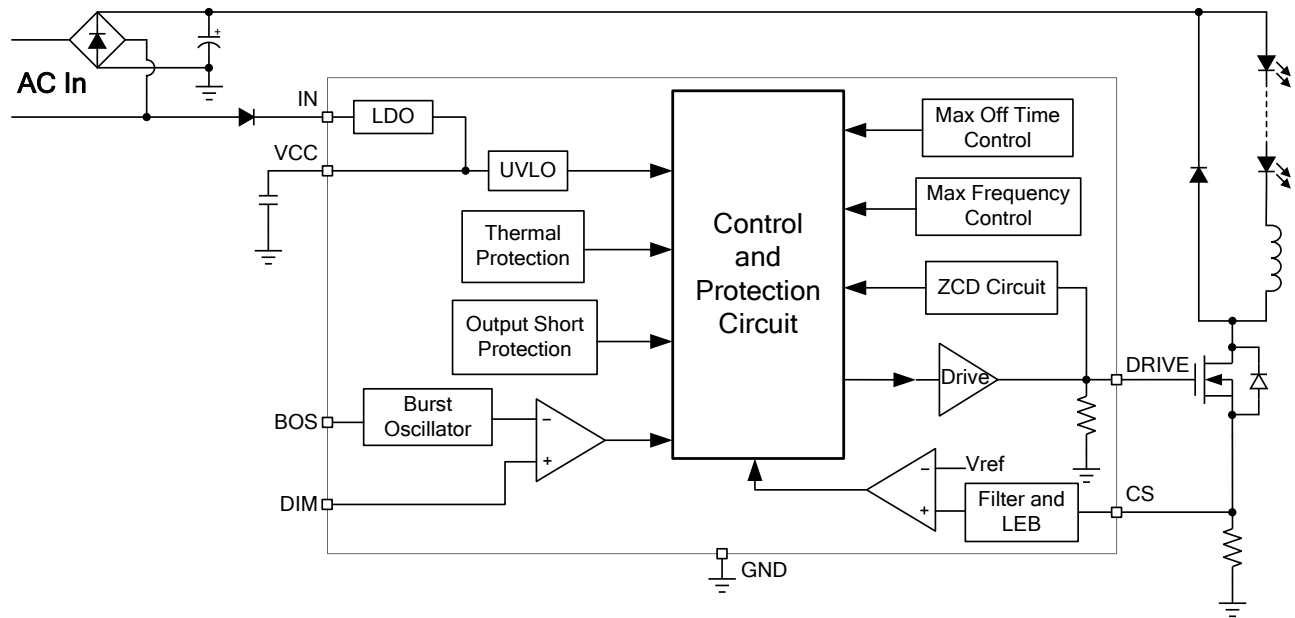 AC In
IN
LDO
VCC
UVLO
Thermal
Protection
Output Short
Protection
BOS
Burst
Oscillator
−
+
DIM
Control
and
Protection
Circuit
Max Off Time
Control
Max Frequency
Control
ZCD Circuit
Drive
DRIVE
−
Vref
+
Filter and
LEB
CS
GND
+